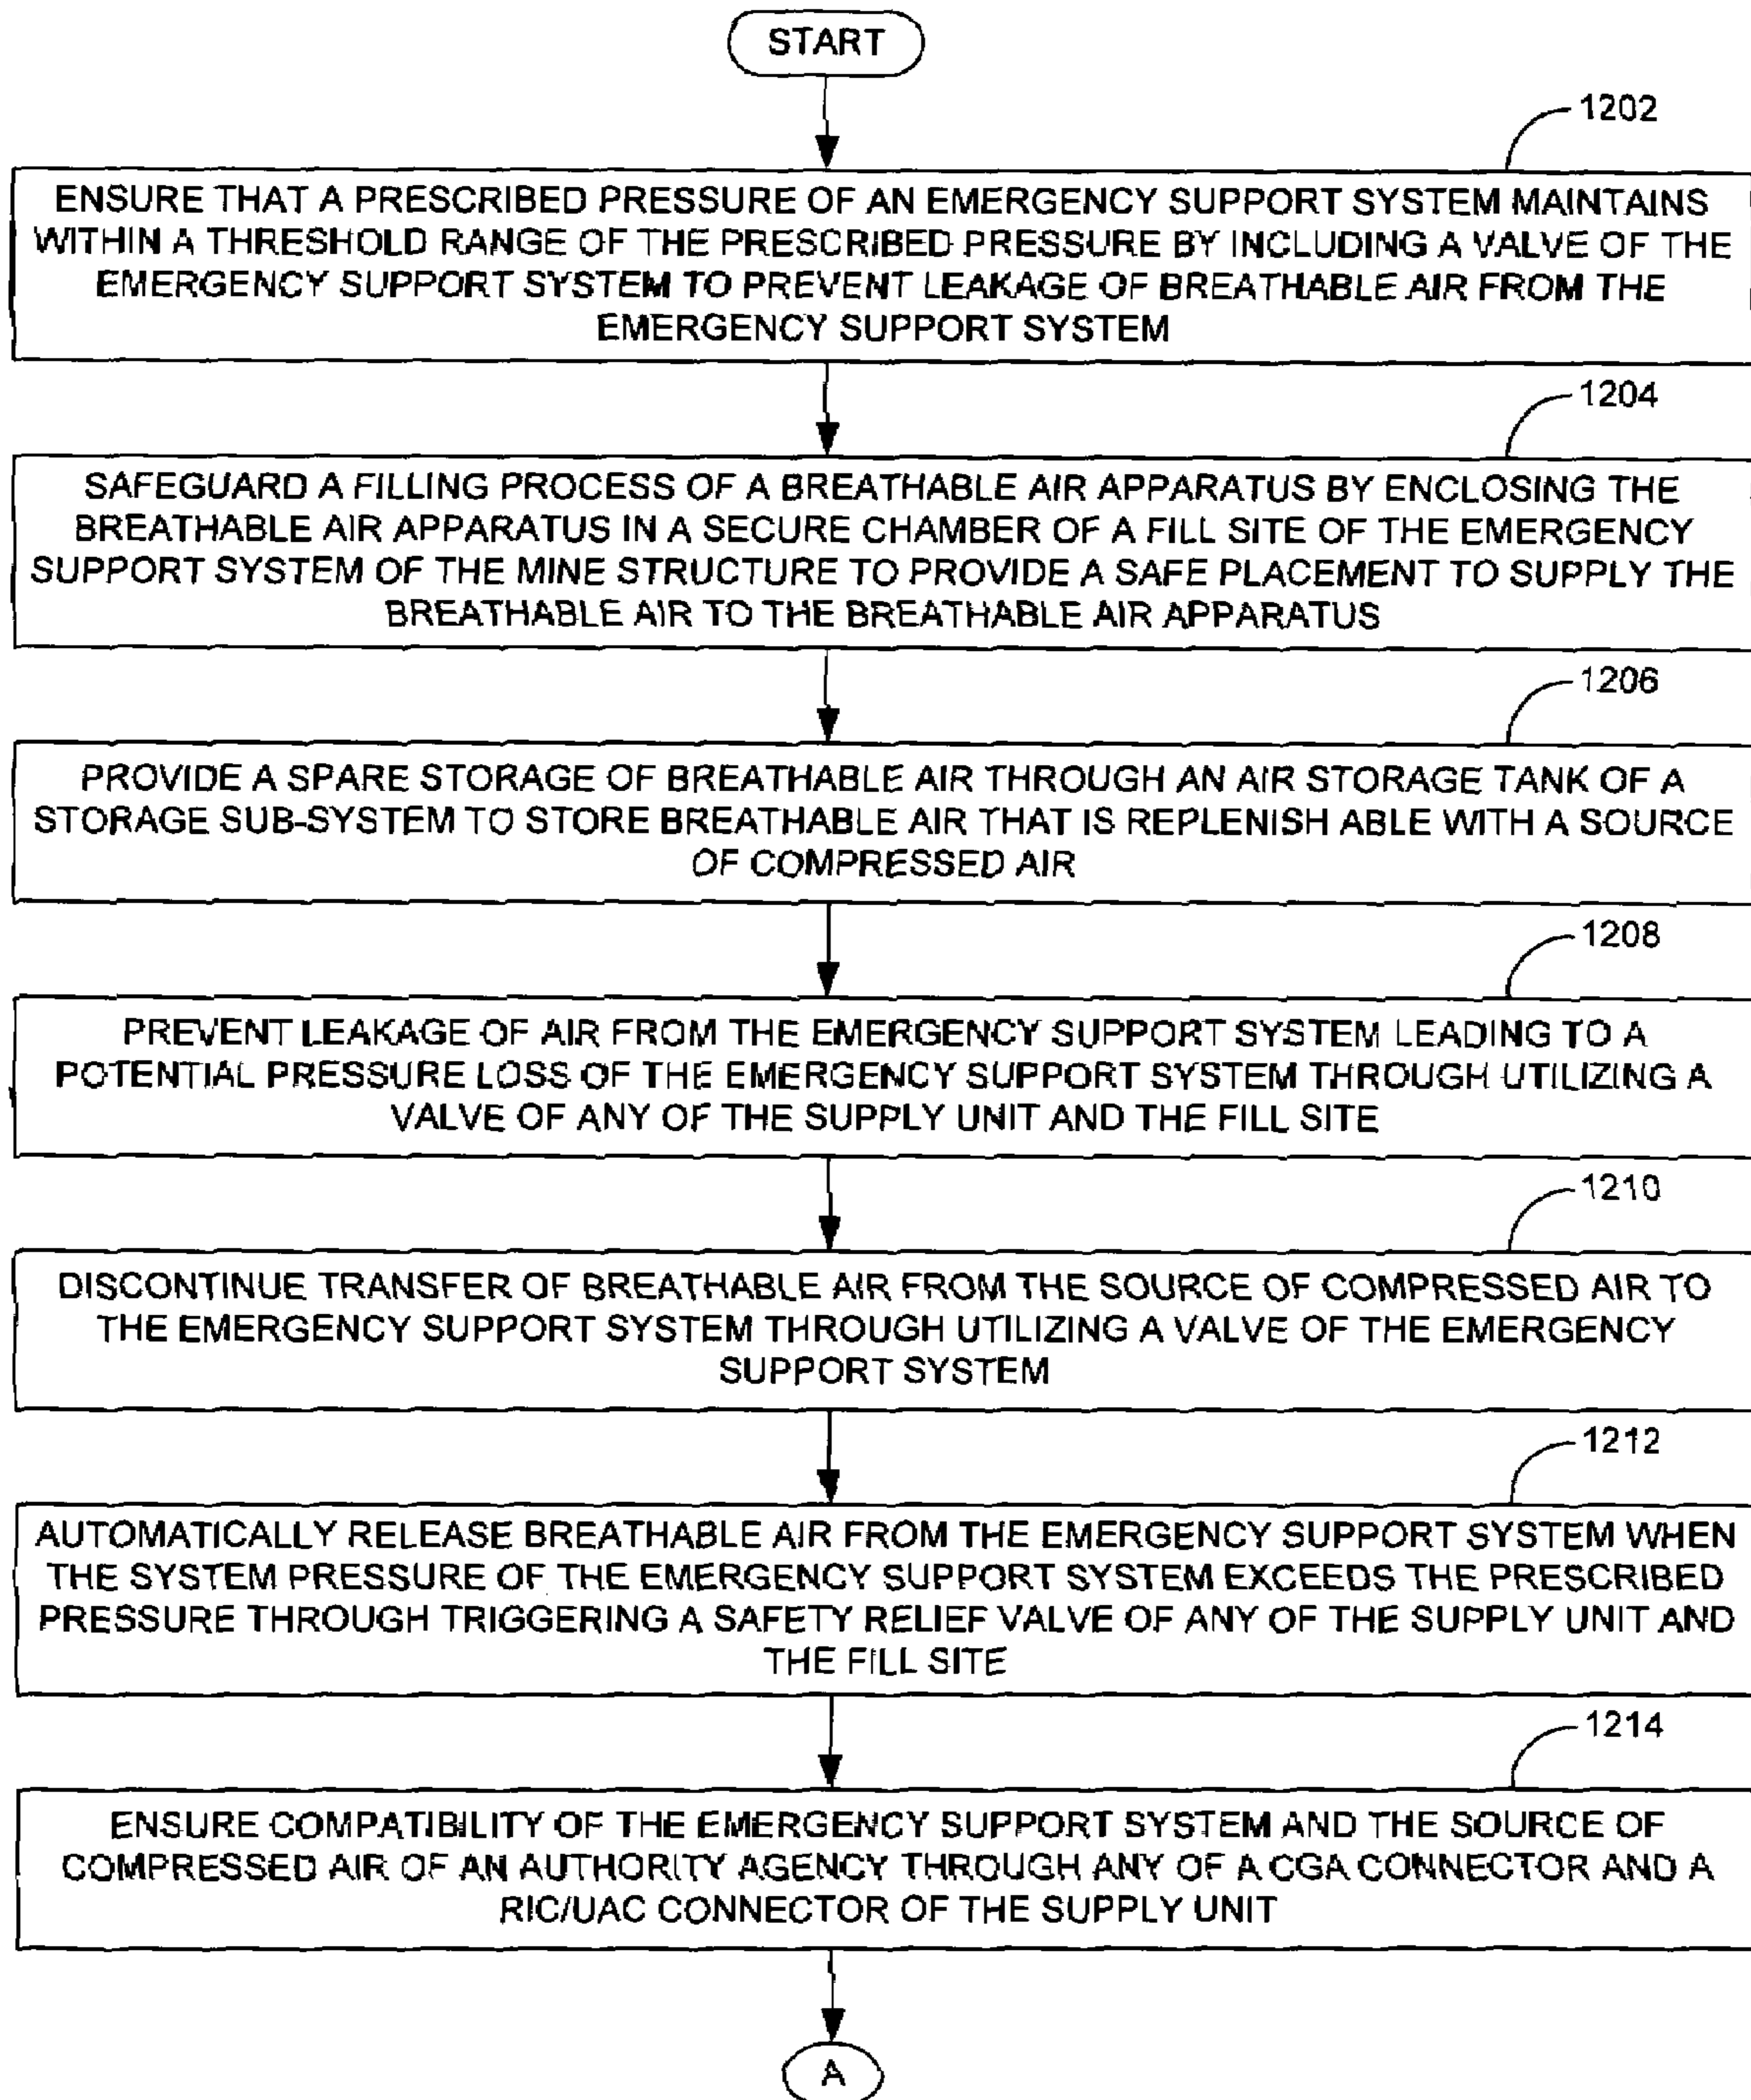 START
1202
ENSURE THAT A PRESCRIBED PRESSURE OF AN EMERGENCY SUPPORT SYSTEM MAINTAINS
WITHIN A THRESHOLD RANGE OF THE PRESCRIBED PRESSURE BY INCLUDING A VALVE OF THE
EMERGENCY SUPPORT SYSTEM TO PREVENT LEAKAGE OF BREATHABLE AIR FROM THE
EMERGENCY SUPPORT SYSTEM
1204
SAFEGUARD A FILLING PROCESS OF A BREATHABLE AIR APPARATUS BY ENCLOSING THE
BREATHABLE AIR APPARATUS IN A SECURE CHAMBER OF A FILL SITE OF THE EMERGENCY
SUPPORT SYSTEM OF THE MINE STRUCTURE TO PROVIDE A SAFE PLACEMENT TO SUPPLY THE
BREATHABLE AIR TO THE BREATHABLE AIR APPARATUS
1206
PROVIDE A SPARE STORAGE OF BREATHABLE AIR THROUGH AN AIR STORAGE TANK OF A
STORAGE SUB-SYSTEM TO STORE BREATHABLE AIR THAT IS REPLENISH ABLE WITH A SOURCE
OF COMPRESSED AIR
1208
PREVENT LEAKAGE OF AIR FROM THE EMERGENCY SUPPORT SYSTEM LEADING TO A
POTENTIAL PRESSURE LOSS OF THE EMERGENCY SUPPORT SYSTEM THROUGH UTILIZING A
VALVE OF ANY OF THE SUPPLY UNIT AND THE FILL SITE
1210
DISCONTINUE TRANSFER OF BREATHABLE AIR FROM THE SOURCE OF COMPRESSED AIR TO
THE EMERGENCY SUPPORT SYSTEM THROUGH UTILIZING A VALVE OF THE EMERGENCY
SUPPORT SYSTEM
1212
AUTOMATICALLY RELEASE BREATHABLE AIR FROM THE EMERGENCY SUPPORT SYSTEM WHEN
THE SYSTEM PRESSURE OF THE EMERGENCY SUPPORT SYSTEM EXCEEDS THE PRESCRIBED
PRESSURE THROUGH TRIGGERING A SAFETY RELIEF VALVE OF ANY OF THE SUPPLY UNIT AND
THE FILL SITE
1214
ENSURE COMPATIBILITY OF THE EMERGENCY SUPPORT SYSTEM AND THE SOURCE OF
COMPRESSED AIR OF AN AUTHORITY AGENCY THROUGH ANY OF A CGA CONNECTOR AND A
RIC/UAC CONNECTOR OF THE SUPPLY UNIT
A